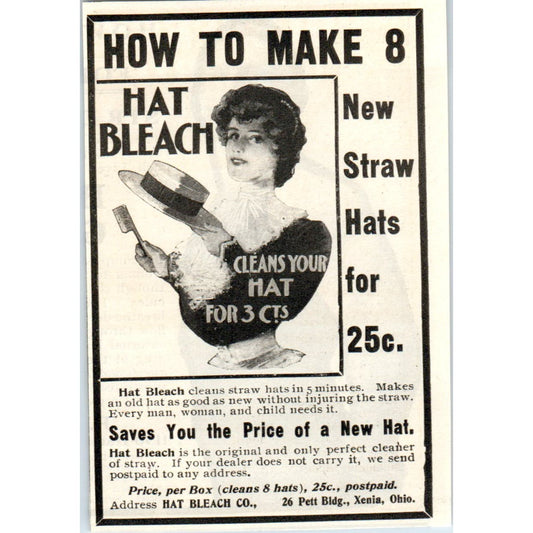 HOW TO MAKE 8
HAT
BLEACH
New
Straw
Hats
for
25c.
CLEANS YOUR
HAT
FOR 3 CTS
Hat Bleach cleans straw hats in 5 minutes. Makes
an old hat as good as new without injuring the straw.
Every man, woman, and child needs it.
Saves You the Price of a New Hat.
Hat Bleach is the original and only perfect cleaner
of straw. If your dealer does not carry it, we send
postpaid to any address.
Price, per Box (cleans 8 hats), 25c., postpaid.
Address HAT BLEACH CO., 26 Pett Bldg., Xenia, Ohio.